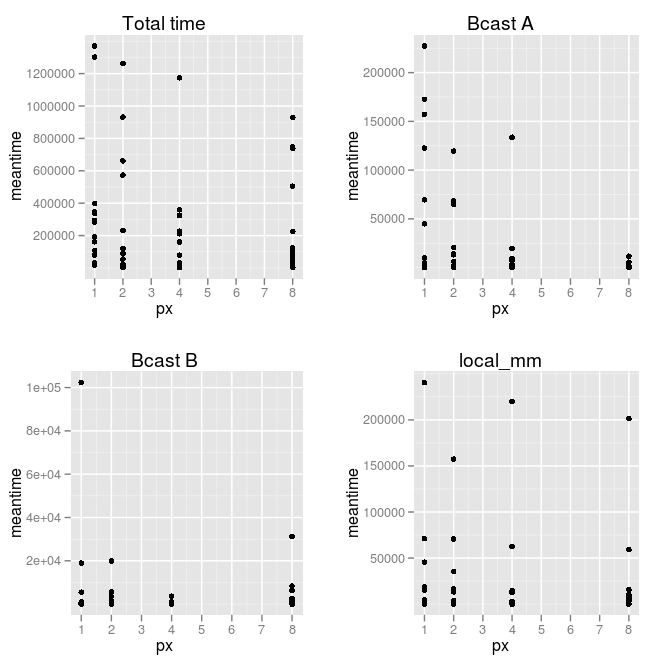 Total time
Bcast A
meantime
1200000
1000000
800000
600000
400000
200000
1 2 3 4 5 6 7 8
px
meantime
200000
150000
100000
50000
1 2 3 4 5 6 7 8
px
Bcast B
local_mm
meantime
1e+05
8e+04
6e+04
4e+04
2e+04
1 2 3 4 5 6 7 8
px
meantime
200000
150000
100000
50000
1 2 3 4 5 6 7 8
px